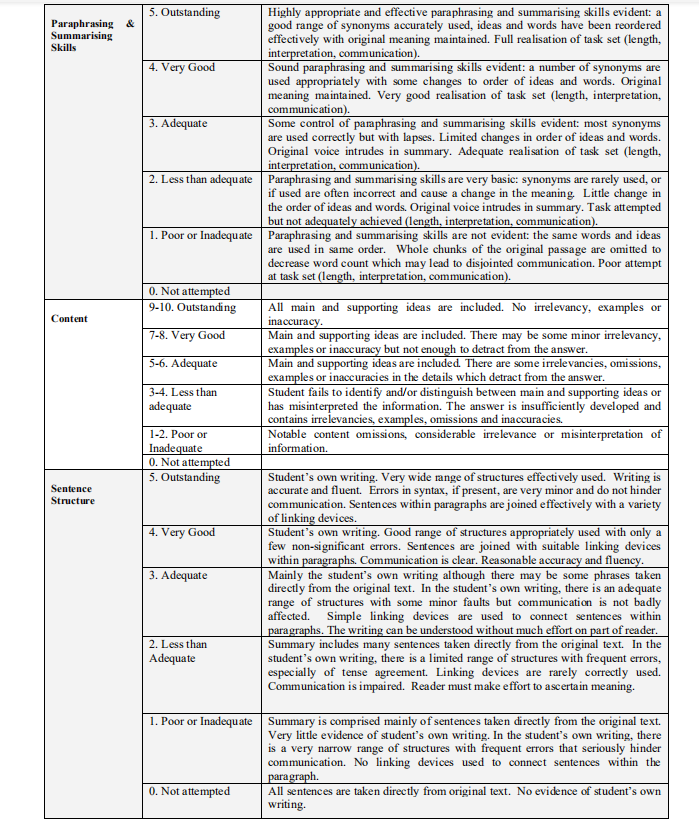 Paraphrasing & Summarising Skills
5. Outstanding
Highly appropriate and effective paraphrasing and summarising skills evident: a
good range of synonyms accurately used, ideas and words have been reordered
effectively with original meaning maintained. Full realisation of task set (length,
interpretation, communication).
4. Very Good
Sound paraphrasing and summarising skills evident: a number of synonyms are
used appropriately with some changes to order of ideas and words. Original
meaning maintained. Very good realisation of task set (length, interpretation,
communication).
3. Adequate
Some control of paraphrasing and summarising skills evident: most synonyms
are used correctly but with lapses. Limited changes in order of ideas and words.
Original voice intrudes in summary. Adequate realisation of task set (length,
interpretation, communication).
2. Less than adequate
Paraphrasing and summarising skills are very basic: synonyms are rarely used, or
if used are often incorrect and cause a change in the meaning. Little change in
the order of ideas and words. Original voice intrudes in summary. Task attempted
but not adequately achieved (length, interpretation, communication).
1. Poor or Inadequate
Paraphrasing and summarising skills are not evident: the same words and ideas
are used in same order. Whole chunks of the original passage are omitted to
decrease word count which may lead to disjointed communication. Poor attempt
at task set (length, interpretation, communication).
0. Not attempted
Content
9-10. Outstanding
All main and supporting ideas are included. No irrelevancy, examples or
inaccuracy.
7-8. Very Good
Main and supporting ideas are included. There may be some minor irrelevancy,
examples or inaccuracy but not enough to detract from the answer.
5-6. Adequate
Main and supporting ideas are included. There are some irrelevancies, omissions,
examples or inaccuracies in the details which detract from the answer.
3-4. Less than
adequate
Student fails to identify and/or distinguish between main and supporting ideas or
has misinterpreted the information. The answer is insufficiently developed and
contains irrelevancies, examples, omissions and inaccuracies.
1-2. Poor or
Inadequate
Notable content omissions, considerable irrelevance or misinterpretation of
information.
0. Not attempted
Sentence
Structure
5. Outstanding
Student's own writing. Very wide range of structures effectively used. Writing is
accurate and fluent. Errors in syntax, if present, are very minor and do not hinder
communication. Sentences within paragraphs are joined effectively with a variety
of linking devices.
4. Very Good
Student's own writing. Good range of structures appropriately used with only a
few non-significant errors. Sentences are joined with suitable linking devices
within paragraphs. Communication is clear. Reasonable accuracy and fluency.
3. Adequate
Mainly the student's own writing although there may be some phrases taken
directly from the original text. In the student's own writing, there is an adequate
range of structures with some minor faults but communication is not badly
affected. Simple linking devices are used to connect sentences within
paragraphs. The writing can be understood without much effort on part of reader.
2. Less than
Adequate
Summary includes many sentences taken directly from the original text. In the
student's own writing, there is a limited range of structures with frequent errors,
especially of tense agreement. Linking devices are rarely correctly used.
Communication is impaired. Reader must make effort to ascertain meaning.
1. Poor or Inadequate
Summary is comprised mainly of sentences taken directly from the original text.
Very little evidence of student's own writing. In the student's own writing, there
is a very narrow range of structures with frequent errors that seriously hinder
communication. No linking devices used to connect sentences within the
paragraph.
0. Not attempted
All sentences are taken directly from original text. No evidence of student's own
writing.